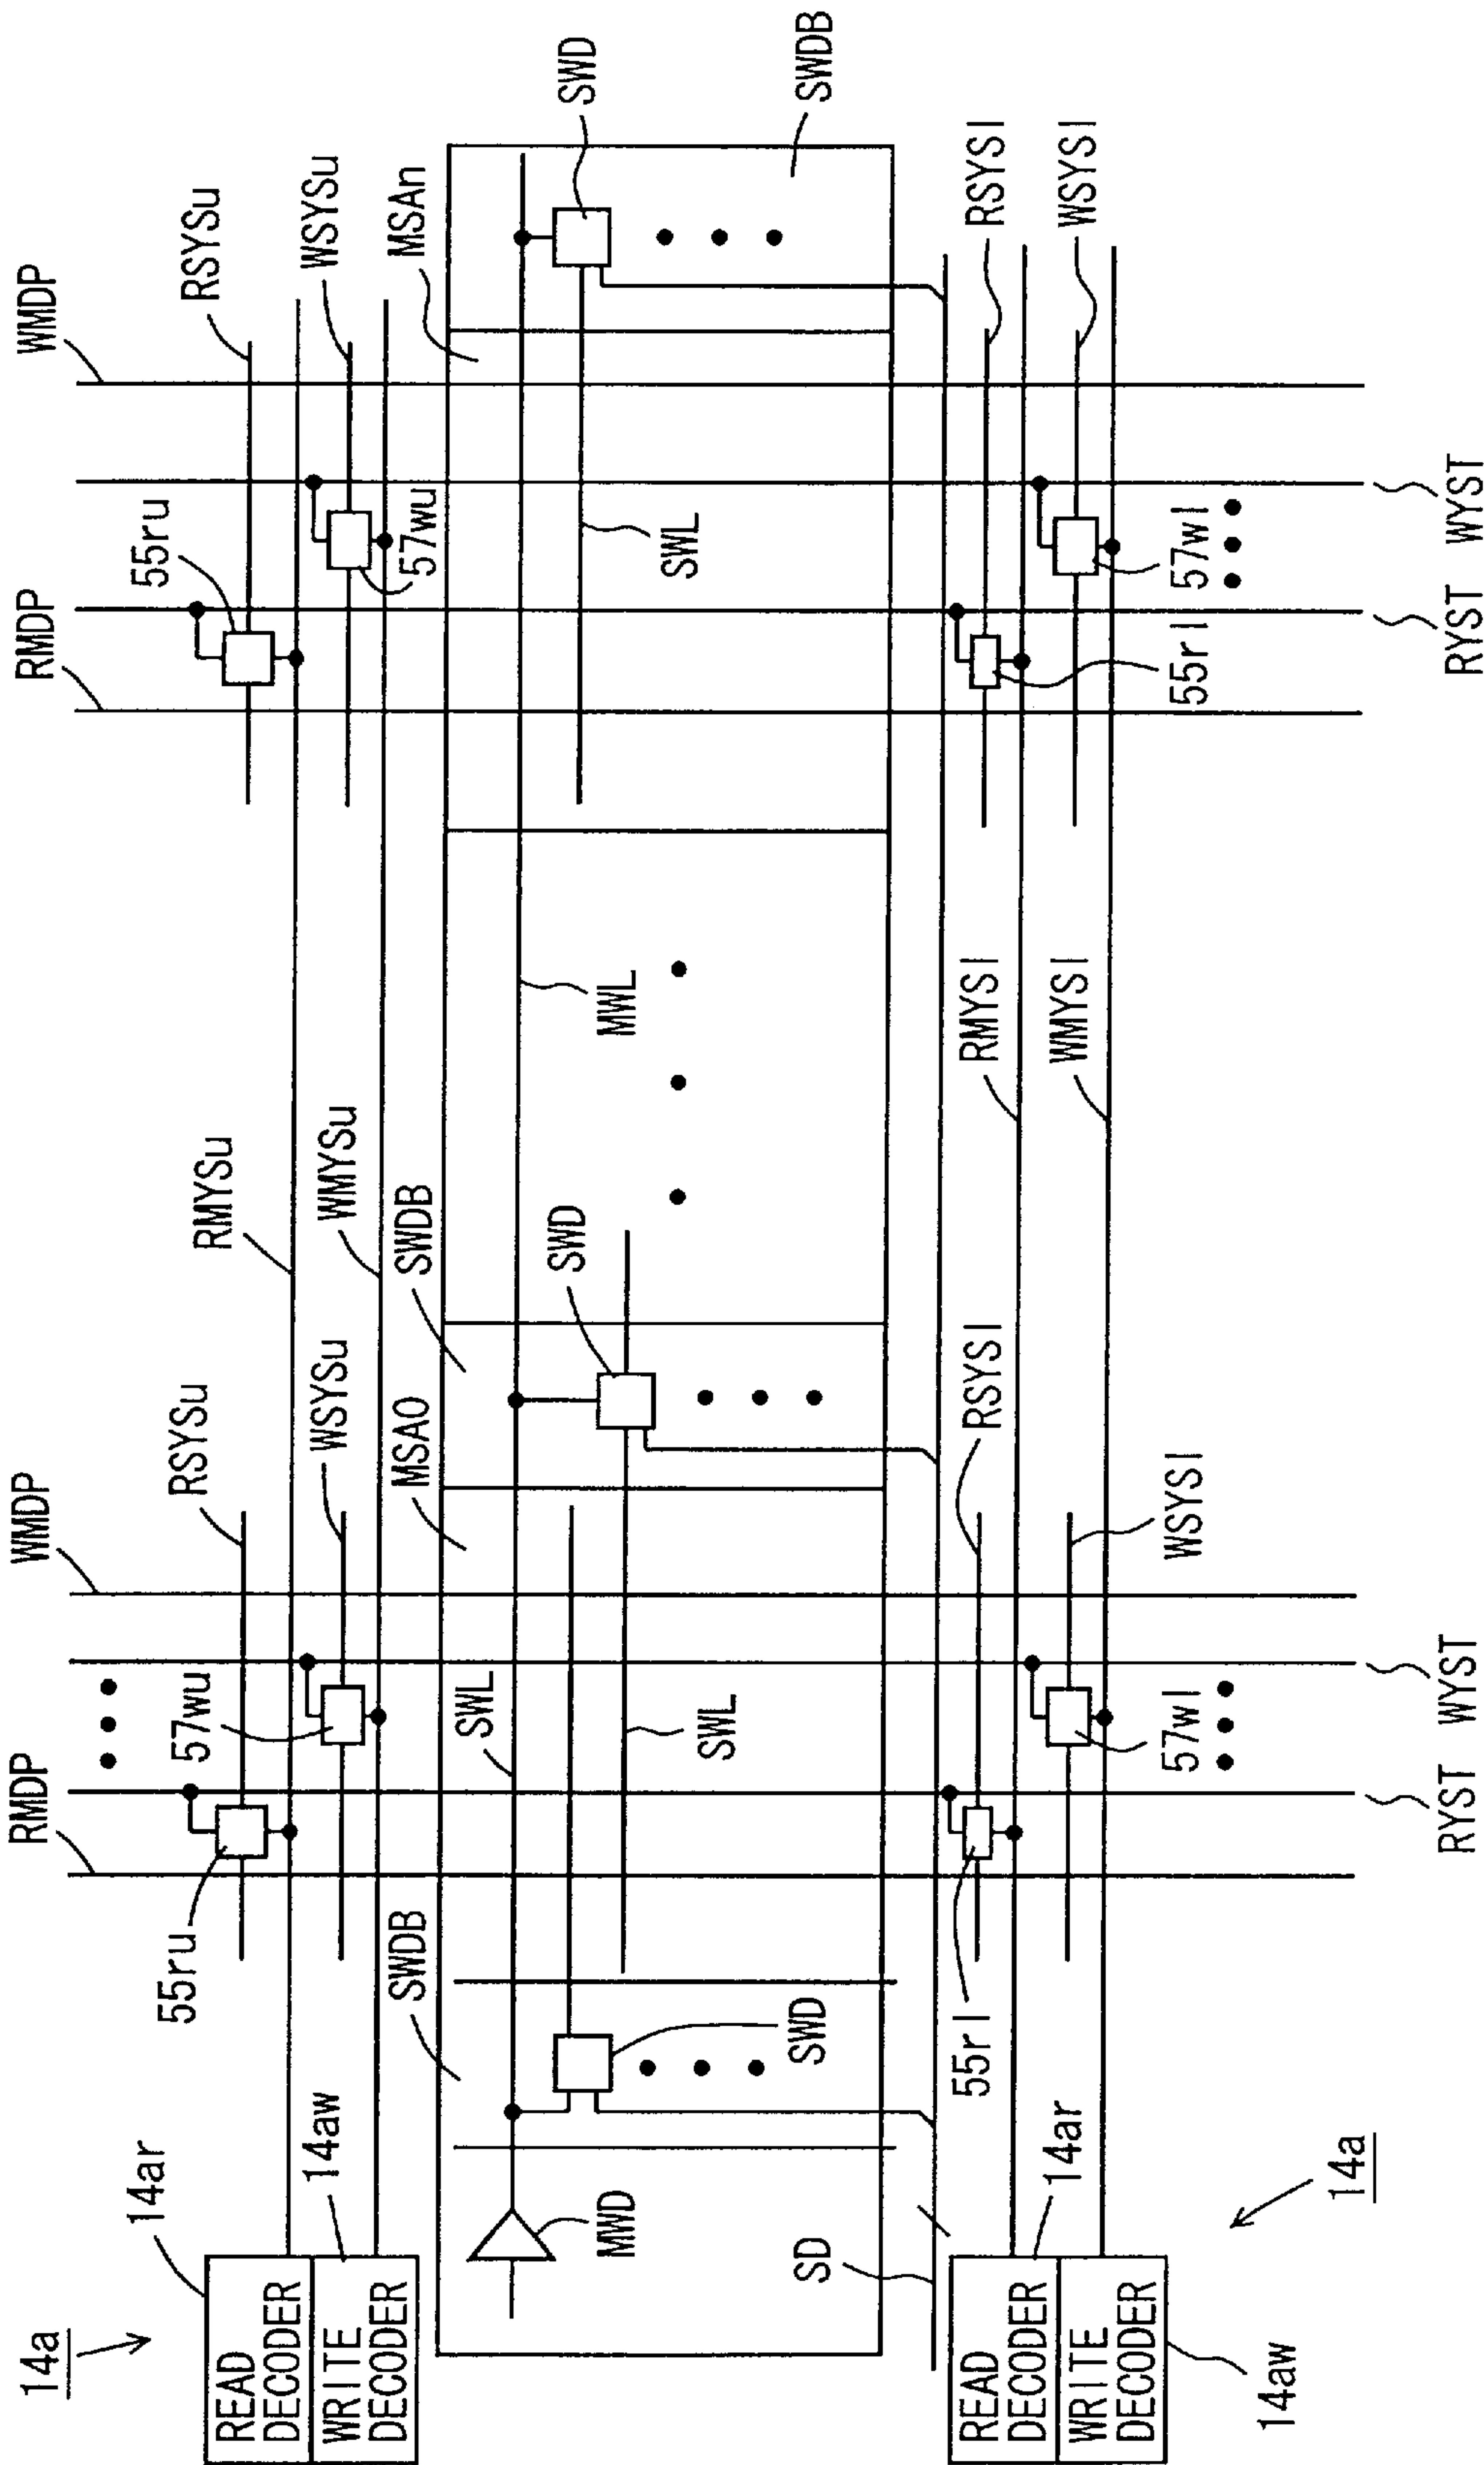 14a
RMDP
WMDP
RMDP
WMDP
14ar
55ru
57wu
RSYSu
RMYSu
55ru
RSYSu
READ
DECODER
WRITE
DECODER
14aw
WSYSu
WMYSu
WSYSu
SWDB
MSA0
SWDB
57wu
MSAn
SWL
SWD
SWD
MWD
SWL
MWL
SWL
SD
SWD
SWDB
READ
DECODER
WRITE
DECODER
55rl
RSYSl
RMYSl
RSYSl
14ar
WMYSl
WSYSl
57wl
WSYSl
55rl
57wl
14aw
14a
RYST
WYST
RYST
WYST